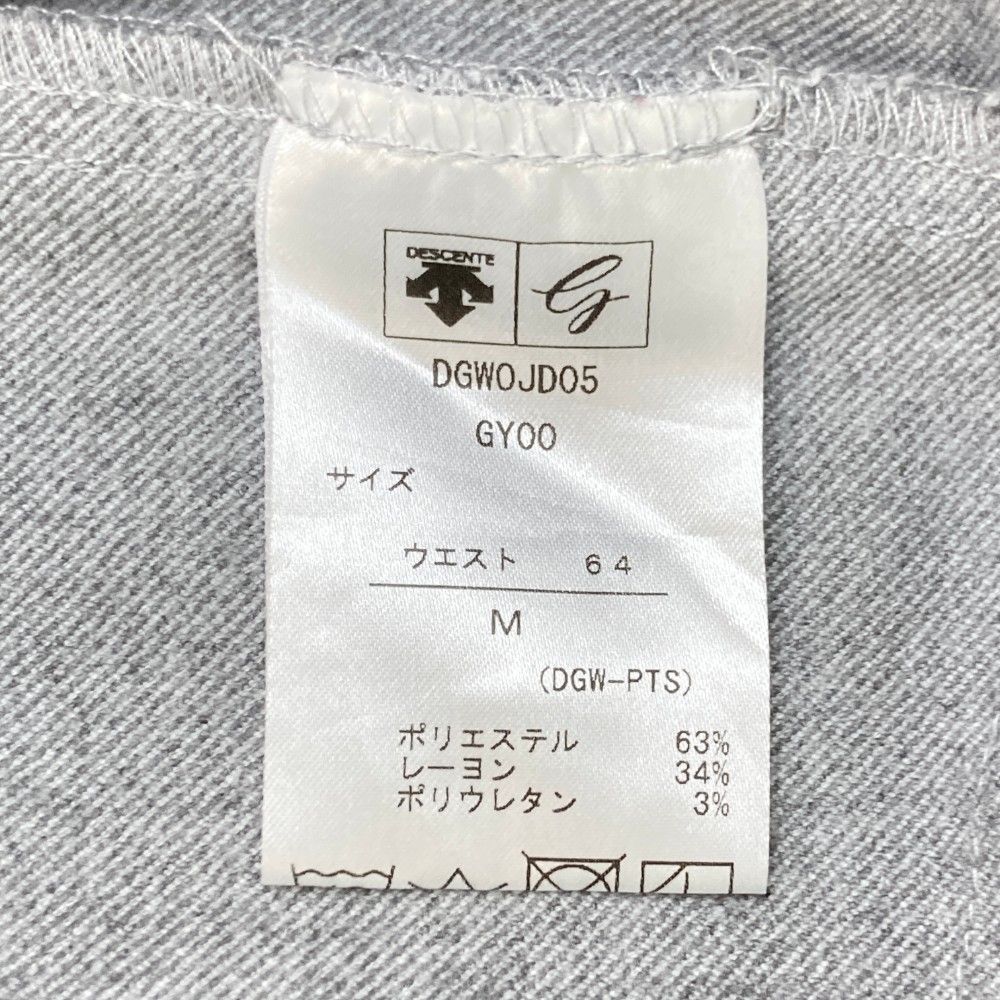 DESCENTE
G
DGWOJD05
GY00
サイズ
ウエスト 64
M
(DGW-PTS)
ポリエステル 63%
レーヨン 34%
ポリウレタン 3%